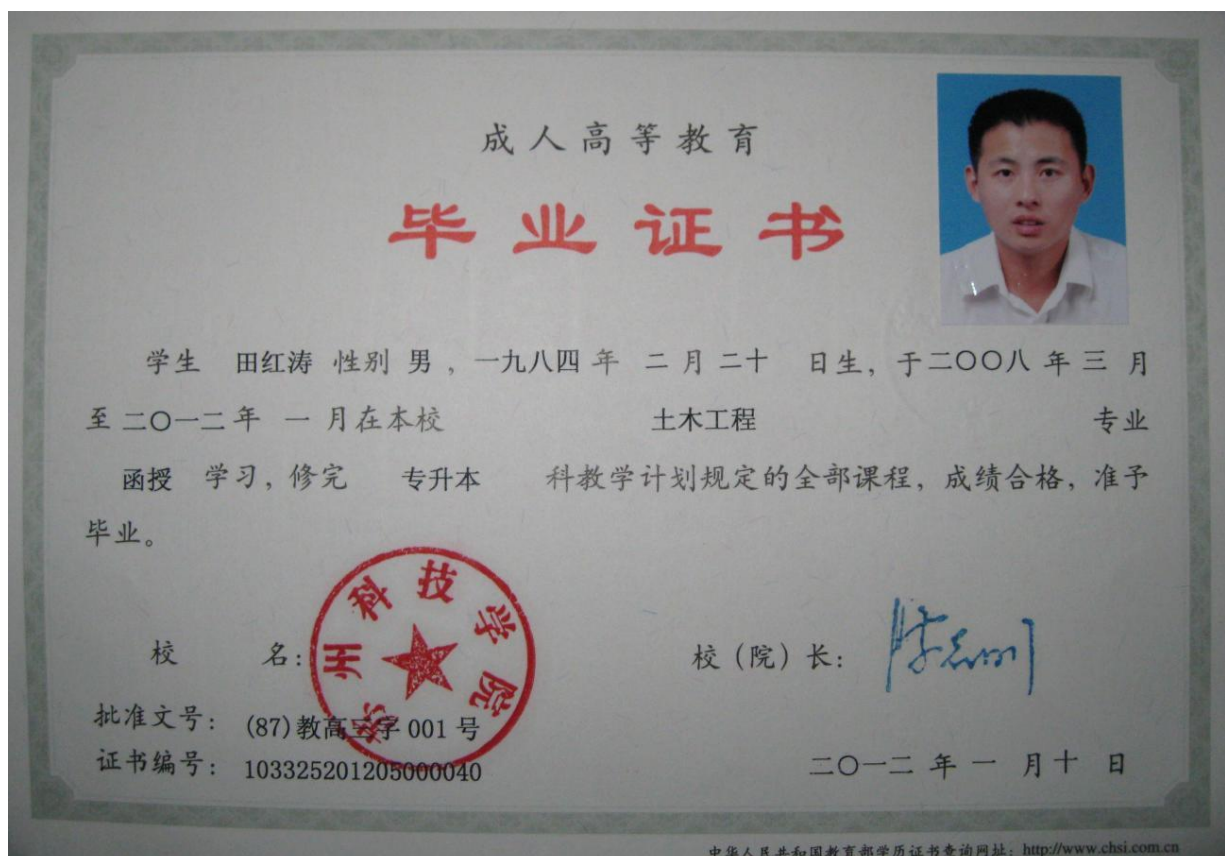 成人高等教育
毕业证书
学生 田红涛 性别 男，一九八四 年 二 月 二十 日生，于二〇〇八 年 三 月
至 二〇一二 年 一 月在本校 土木工程 专业
函授 学习，修完 专升本 科教学计划规定的全部课程，成绩合格，准予
毕业。
苏州科技学院
校 名：
校（院）长：
批准文号： (87)教高三字 001 号
证书编号： 103325201205000040
二〇一二 年 一 月 十 日
中华人民共和国教育部学历证书查询网址：http://www.chsi.com.cn